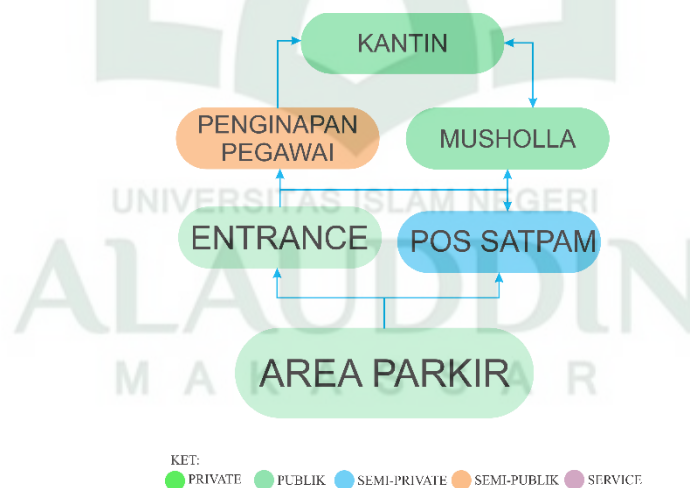 KANTIN
PENGINAPAN
PEGAWAI
MUSHOLLA
UNIVERSITAS ISLAM NEGERI
ENTRANCE
POS SATPAM
ALAUDDIN
AREA PARKIR
MAKASSAR
KET:
PRIVATE PUBLIK SEMI-PRIVATE SEMI-PUBLIK SERVICE